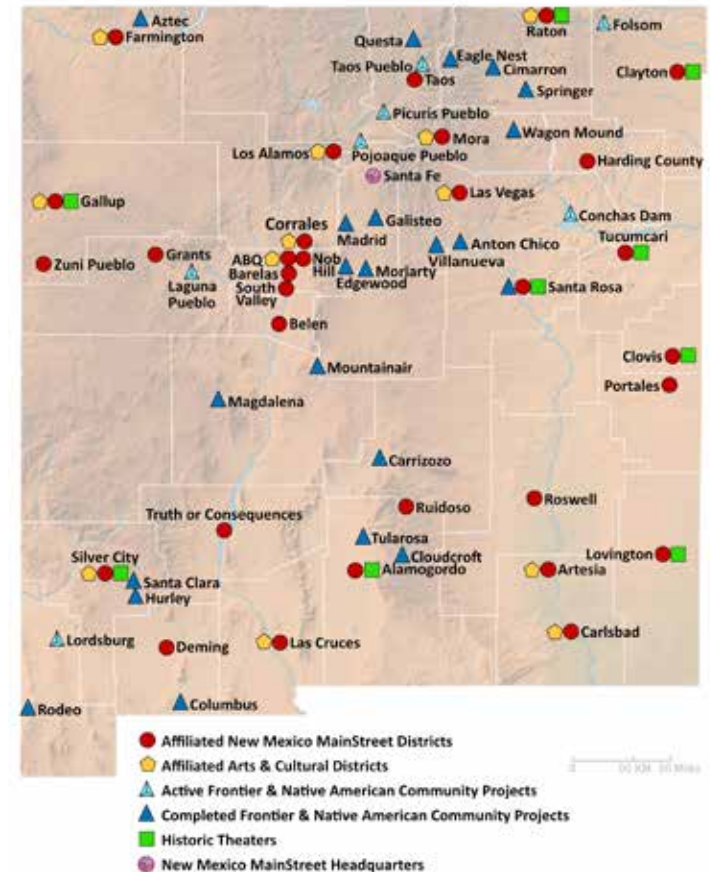 Aztec
Farmington
Raton
Folsom
Questa
Eagle Nest
Taos Pueblo
Cimarron
Clayton
Taos
Springer
Picuris Pueblo
Mora
Wagon Mound
Los Alamos
Pojoaque Pueblo
Harding County
Santa Fe
Las Vegas
Gallup
Corrales
Galisteo
Conchas Dam
Madrid
Tucumcari
Anton Chico
Grants
ABQ
Nob
Hill
Villanueva
Zuni Pueblo
Barelas
Moriarty
Laguna
Pueblo
South
Valley
Edgewood
Santa Rosa
Belen
Clovis
Mountainair
Portales
Magdalena
Carrizozo
Roswell
Ruidoso
Truth or Consequences
Tularosa
Silver City
Cloudcroft
Lovington
Alamogordo
Artesia
Santa Clara
Hurley
Lordsburg
Deming
Las Cruces
Carlsbad
Rodeo
Columbus
Affiliated New Mexico MainStreet Districts
Affiliated Arts & Cultural Districts
Active Frontier & Native American Community Projects
Completed Frontier & Native American Community Projects
Historic Theaters
New Mexico MainStreet Headquarters